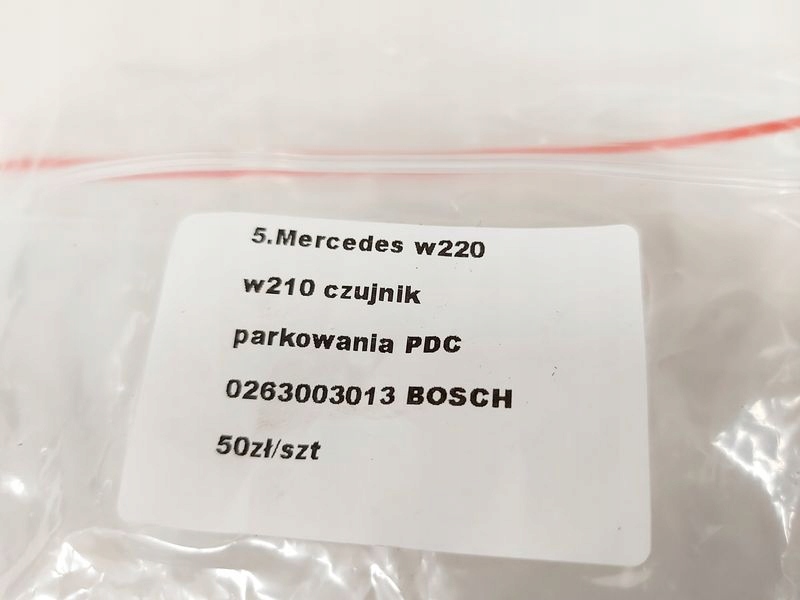 5.Mercedes w220
w210 czujnik
parkowania PDC
0263003013 BOSCH
50zł/szt